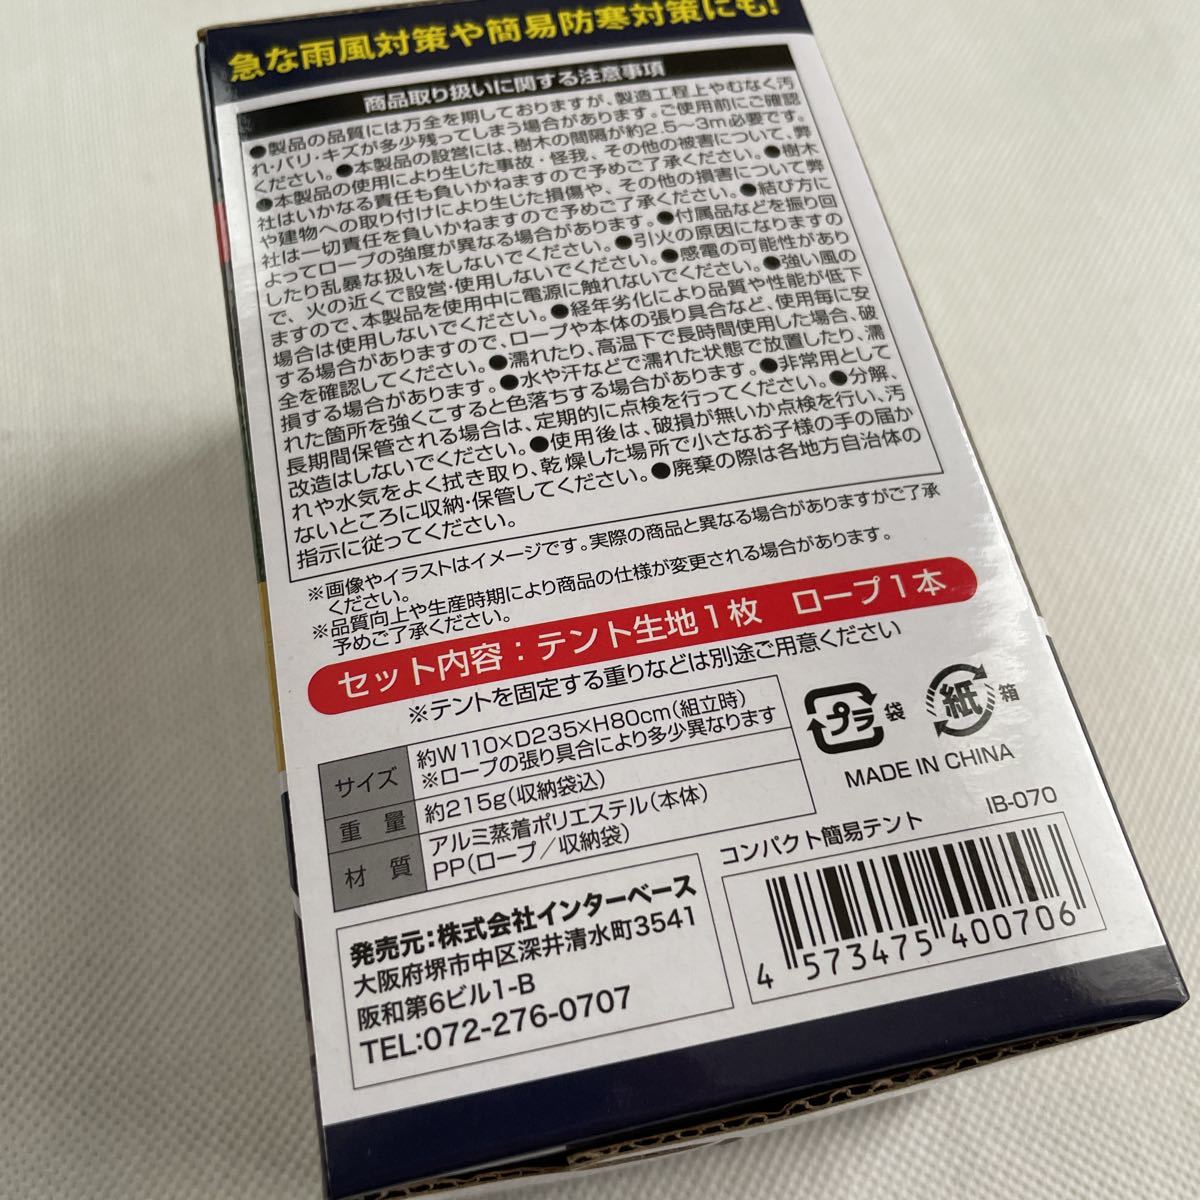 急な雨風対策や簡易防寒対策にも!
商品取り扱いに関する注意事項
●製品の品質には万全を期しておりますが、製造工程上やむなく汚
れ・バリ・キズが多少残ってしまう場合があります。ご使用前にご確認
ください。●本製品の設営には、樹木の間隔が約2.5～3m必要です。
●本製品の使用により生じた事故・怪我、その他の被害について、弊
社はいかなる責任も負いかねますので予めご了承ください。●樹木
や建物への取り付けにより生じた損傷や、その他の損害について弊
社は一切責任を負いかねますので予めご了承ください。●結び方に
よってロープの強度が異なる場合があります。●付属品などを振り回
したり乱暴な扱いをしないでください。●引火の原因になりますの
で、火の近くで設営・使用しないでください。●感電の可能性があり
ますので、本製品を使用中に電源に触れないでください。●強い風の
場合は使用しないでください。●経年劣化により品質や性能が低下
する場合がありますので、ロープや本体の張り具合など、使用毎に安
全を確認してください。●濡れたり、高温下で長時間使用した場合、破
損する場合があります。●水や汗などで濡れた状態で放置したり、濡
れた箇所を強くこすると色落ちする場合があります。●非常用として
長期間保管される場合は、定期的に点検を行ってください。●分解、
改造はしないでください。●使用後は、破損が無いか点検を行い、汚
れや水気をよく拭き取り、乾燥した場所で小さなお子様の手の届か
ないところに収納・保管してください。●廃棄の際は各地方自治体の
指示に従ってください。
※画像やイラストはイメージです。実際の商品と異なる場合がありますがご了承
ください。
※品質向上や生産時期により商品の仕様が変更される場合があります。
予めご了承ください。
セット内容：テント生地1枚 ロープ1本
※テントを固定する重りなどは別途ご用意ください
サイズ 約W110×D235×H80cm(組立時)
※ロープの張り具合により多少異なります
重量 約215g(収納袋込)
材質 アルミ蒸着ポリエステル(本体)
PP(ロープ／収納袋)
プラ 袋
紙 箱
MADE IN CHINA
発売元:株式会社インターベース
大阪府堺市中区深井清水町3541
阪和第6ビル1-B
TEL:072-276-0707
コンパクト簡易テント IB-070
4 573475 400706